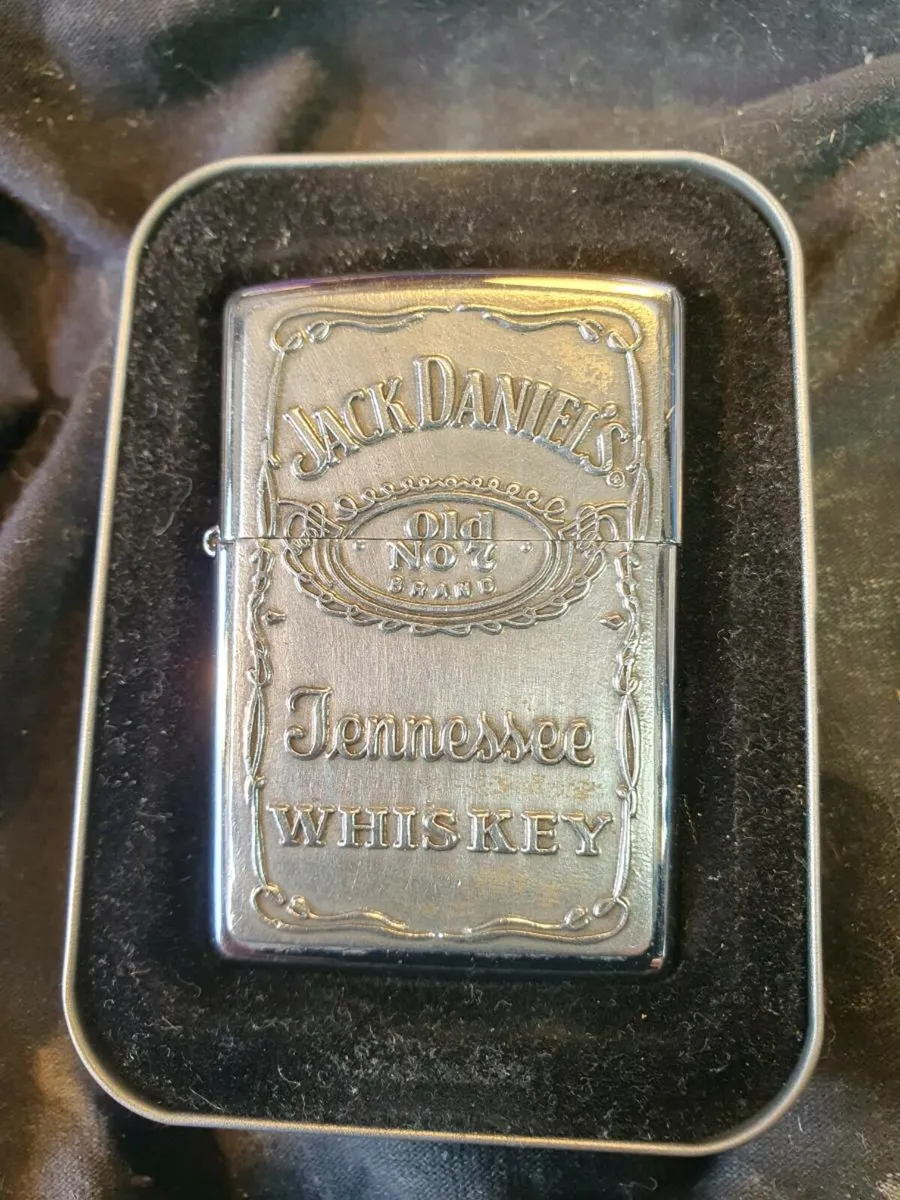 JACK DANIEL'S®
Old
No 7
BRAND
Tennessee
WHISKEY